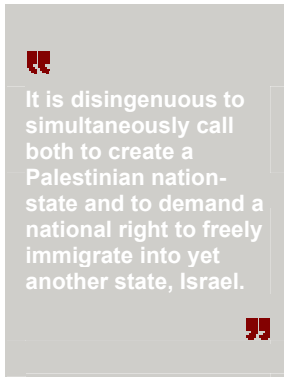 "
It is disingenuous to
simultaneously call
both to create a
Palestinian nation-
state and to demand a
national right to freely
immigrate into yet
another state, Israel.
"